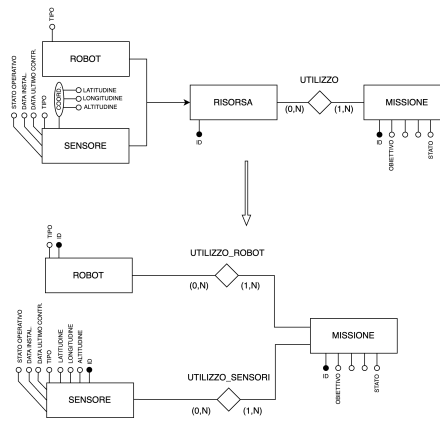 TIPO
ROBOT
STATO OPERATIVO
DATA INSTAL.
DATA ULTIMO CONTR.
TIPO
COORD.
LATITUDINE
LONGITUDINE
ALTITUDINE
SENSORE
RISORSA
ID
UTILIZZO
(0,N)
(1,N)
MISSIONE
ID
OBIETTIVO
STATO
TIPO
ID
ROBOT
UTILIZZO_ROBOT
(0,N)
(1,N)
STATO OPERATIVO
DATA INSTAL.
DATA ULTIMO CONTR.
TIPO
LATITUDINE
LONGITUDINE
ALTITUDINE
ID
SENSORE
UTILIZZO_SENSORI
(0,N)
(1,N)
MISSIONE
ID
OBIETTIVO
STATO